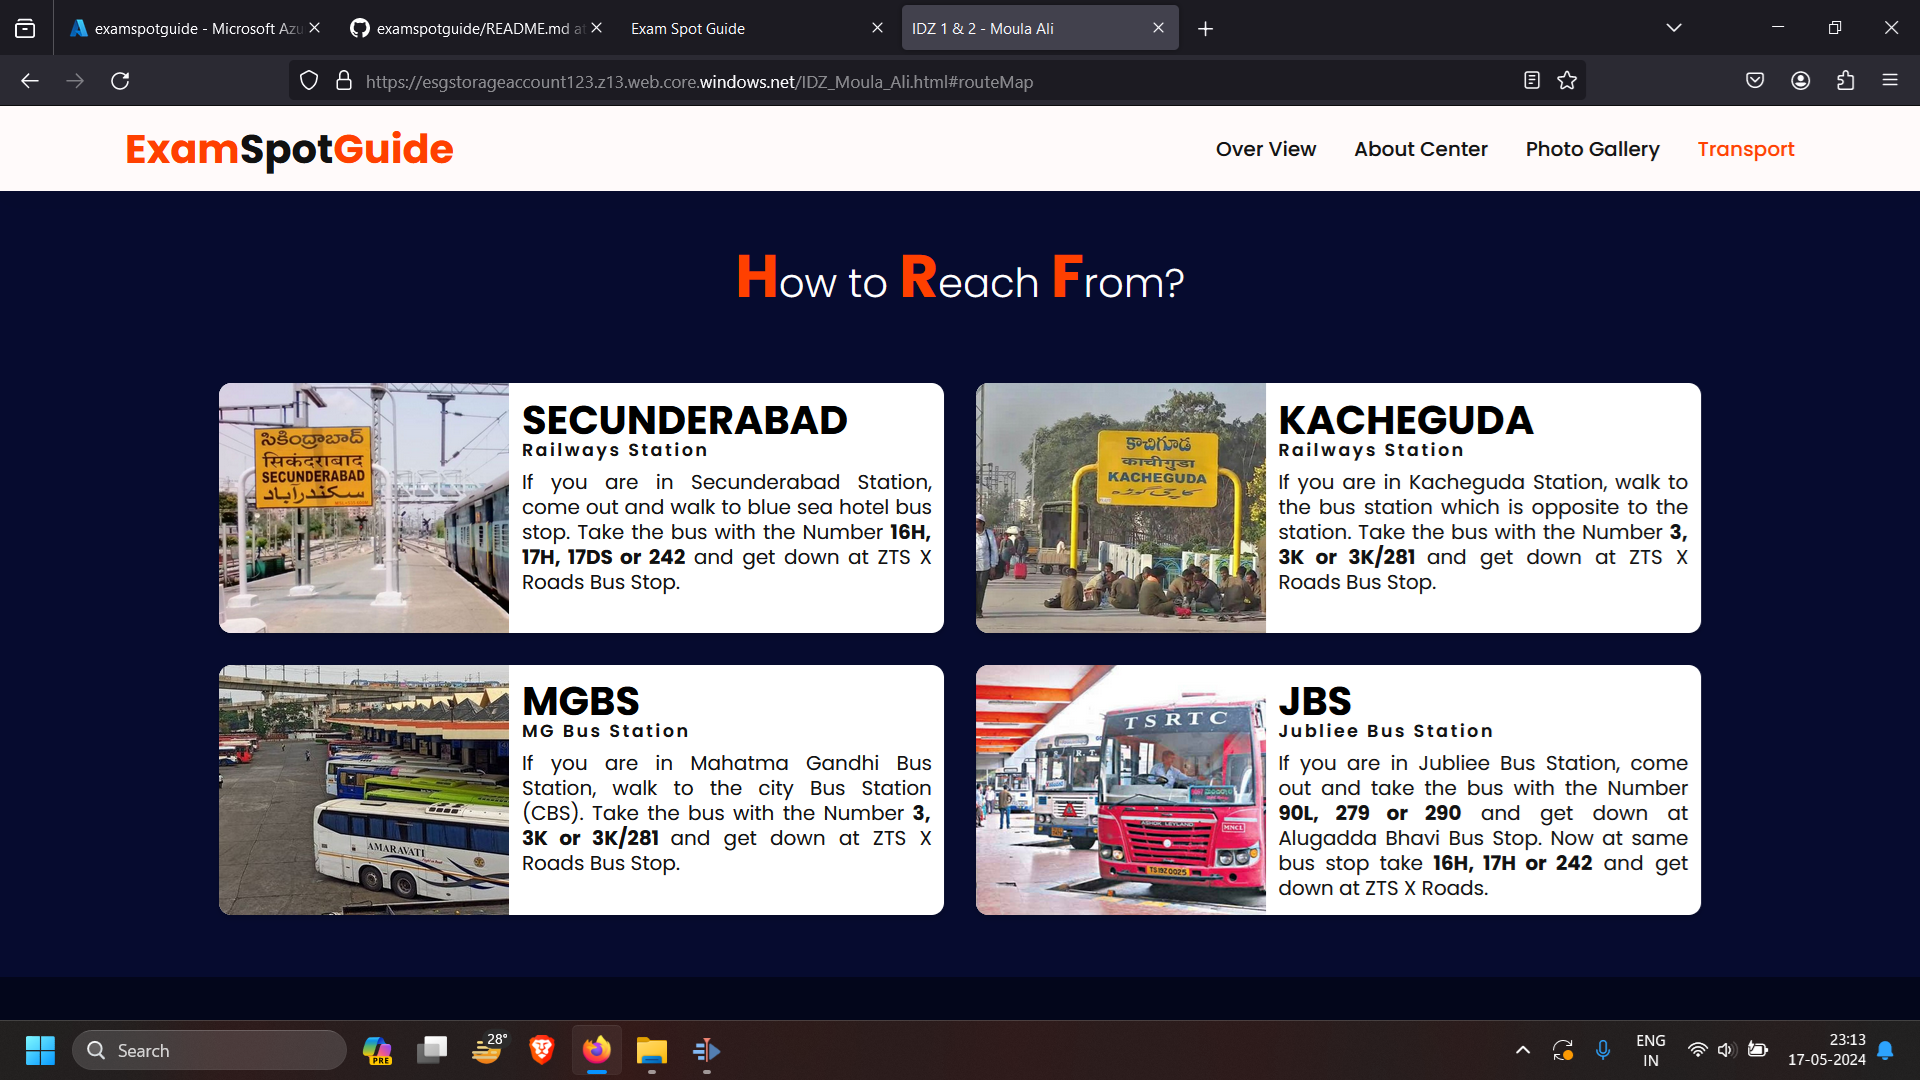 examspotguide - Microsoft Azu
examspotguide/README.md at
Exam Spot Guide
IDZ 1 & 2 - Moula Ali
https://esgstorageaccount123.z13.web.core.windows.net/IDZ_Moula_Ali.html#routeMap
ExamSpotGuide
Over View
About Center
Photo Gallery
Transport
How to Reach From?
సికింద్రాబాద్
सिकंदराबाद
SECUNDERABAD
سکندرآباد
SECUNDERABAD
Railways Station
If you are in Secunderabad Station,
come out and walk to blue sea hotel bus
stop. Take the bus with the Number 16H,
17H, 17DS or 242 and get down at ZTS X
Roads Bus Stop.
కాచిగూడ
काचीगुडा
KACHEGUDA
KACHEGUDA
Railways Station
If you are in Kacheguda Station, walk to
the bus station which is opposite to the
station. Take the bus with the Number 3,
3K or 3K/281 and get down at ZTS X
Roads Bus Stop.
AMARAVATI
MGBS
MG Bus Station
If you are in Mahatma Gandhi Bus
Station, walk to the city Bus Station
(CBS). Take the bus with the Number 3,
3K or 3K/281 and get down at ZTS X
Roads Bus Stop.
TSRTC
ASHOK LEYLAND
MNCL
TS19Z 0025
JBS
Jubliee Bus Station
If you are in Jubliee Bus Station, come
out and take the bus with the Number
90L, 279 or 290 and get down at
Alugadda Bhavi Bus Stop. Now at same
bus stop take 16H, 17H or 242 and get
down at ZTS X Roads.
Search
PRE
28°
ENG
IN
23:13
17-05-2024